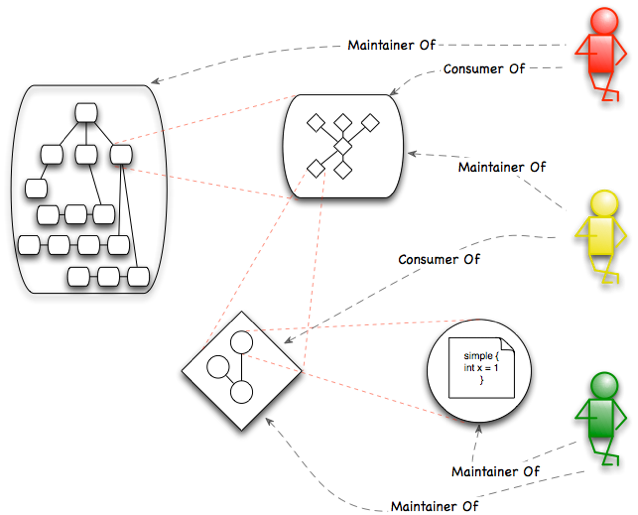 Maintainer Of
Consumer Of
Maintainer Of
Consumer Of
simple {
int x = 1
}
Maintainer Of
Maintainer Of